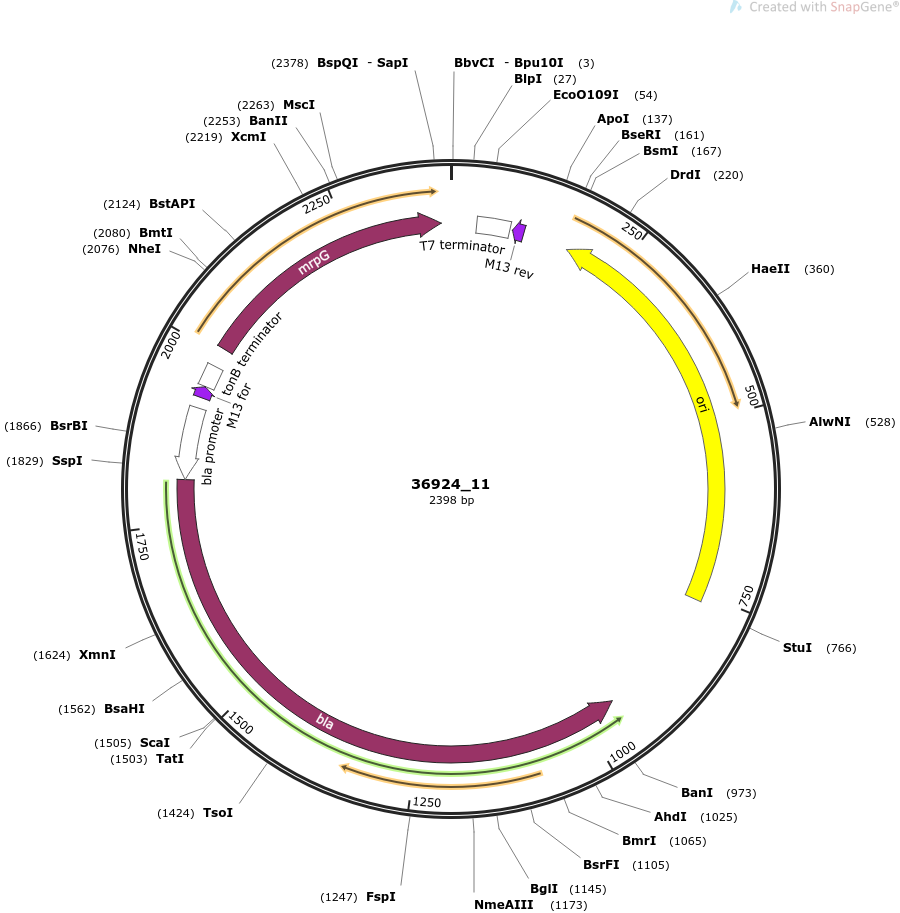 Created with SnapGene®
(2378) BspQI - SapI
BbvCI - Bpu10I (3)
BlpI (27)
EcoO109I (54)
ApoI (137)
BseRI (161)
BsmI (167)
DrdI (220)
HaeII (360)
AlwNI (528)
StuI (766)
BanI (973)
AhdI (1025)
BmrI (1065)
BsrFI (1105)
BglI (1145)
NmeAIII (1173)
(1247) FspI
(1424) TsoI
(1503) TatI
(1505) ScaI
(1562) BsaHI
(1624) XmnI
(1829) SspI
(1866) BsrBI
(2076) NheI
(2080) BmtI
(2124) BstAPI
(2219) XcmI
(2253) BanII
(2263) MscI
250
500
750
1000
1250
1500
1750
2000
2250
T7 terminator
M13 rev
ori
bla
bla promoter
M13 for
tonB terminator
mrpG
36924_11
2398 bp